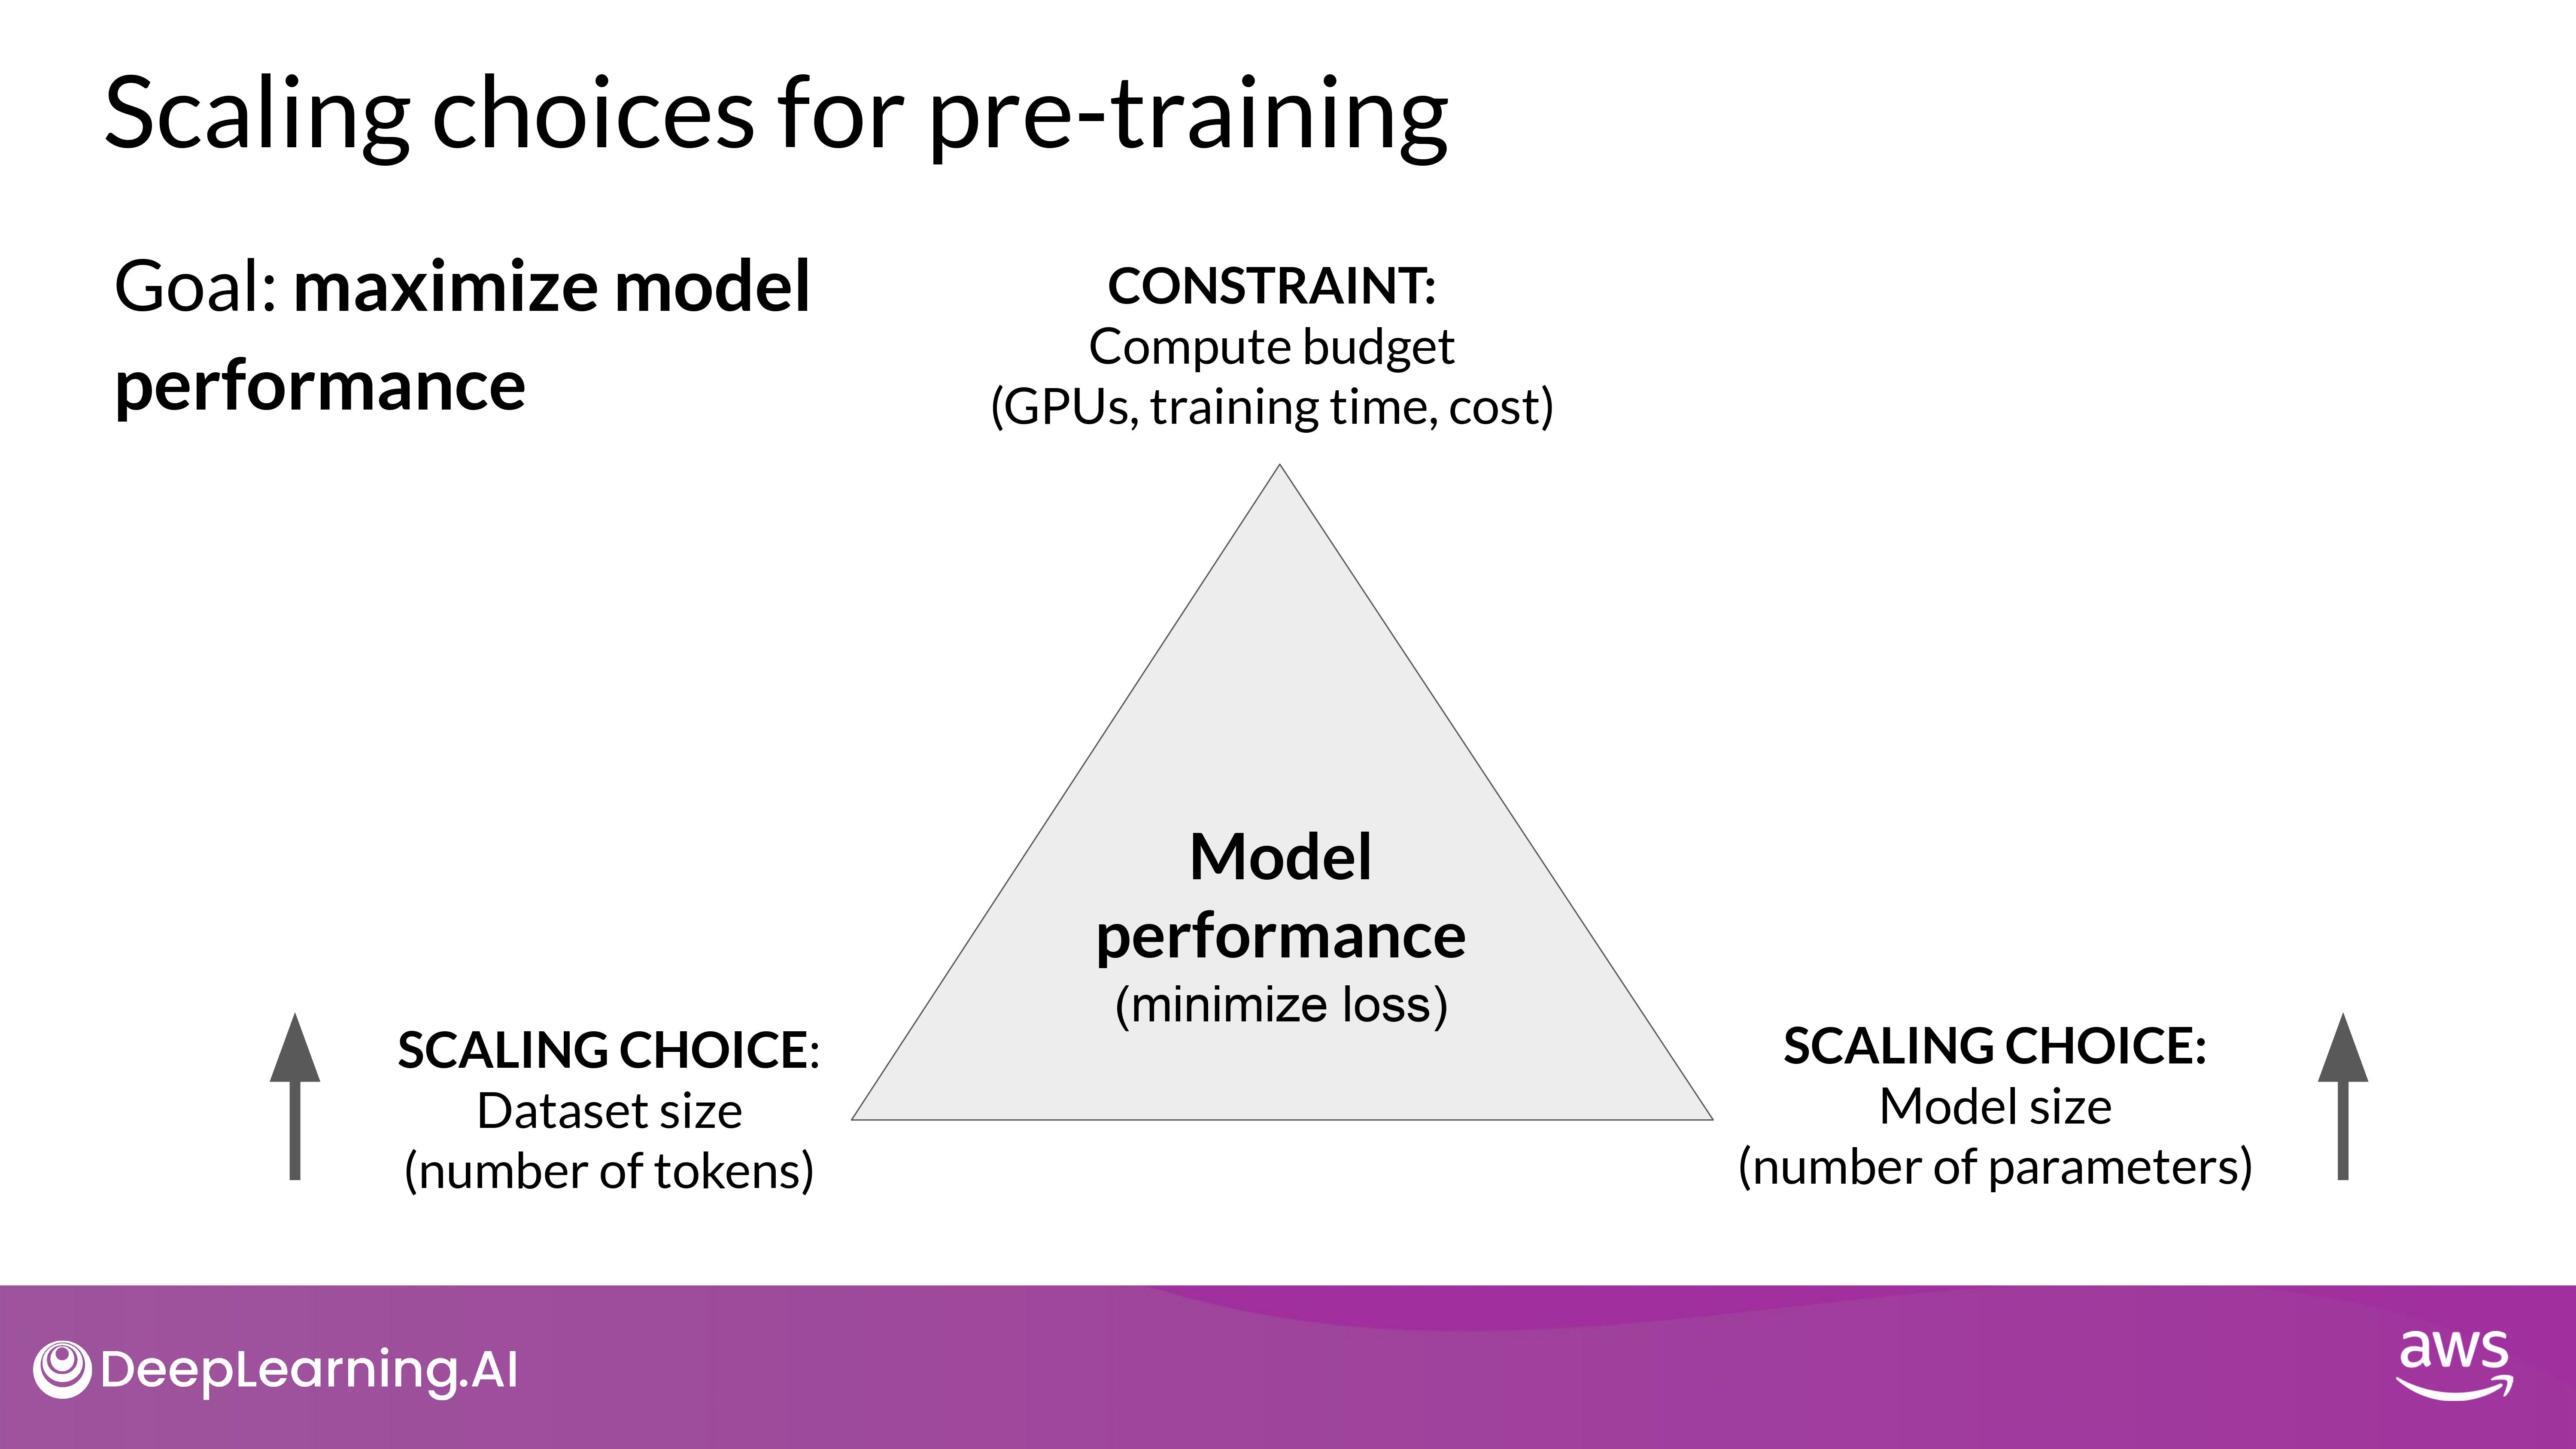 Scaling choices for pre-training
Goal: maximize model
performance
CONSTRAINT:
Compute budget
(GPUs, training time, cost)
Model
performance
(minimize loss)
SCALING CHOICE:
Dataset size
(number of tokens)
SCALING CHOICE:
Model size
(number of parameters)
DeepLearning.AI
aws